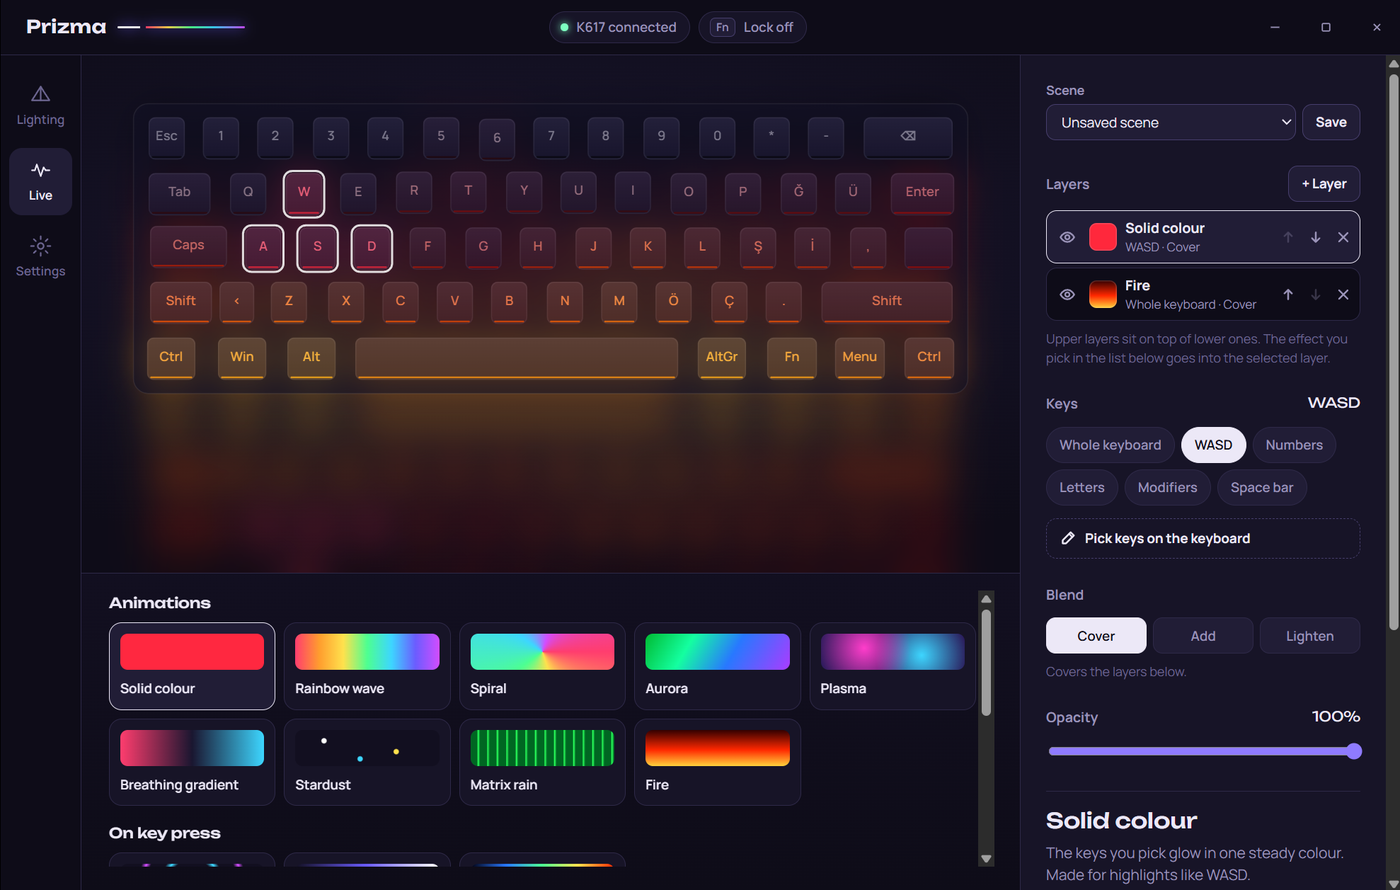 Prizma
K617 connected
Fn Lock off
Lighting
Live
Settings
Esc 1 2 3 4 5 6 7 8 9 0 * - ⌫
Tab Q W E R T Y U I O P Ğ Ü Enter
Caps A S D F G H J K L Ş İ ,
Shift < Z X C V B N M Ö Ç . Shift
Ctrl Win Alt AltGr Fn Menu Ctrl
Animations
Solid colour
Rainbow wave
Spiral
Aurora
Plasma
Breathing gradient
Stardust
Matrix rain
Fire
On key press
Scene
Unsaved scene
Save
Layers
+ Layer
Solid colour
WASD · Cover
Fire
Whole keyboard · Cover
Upper layers sit on top of lower ones. The effect you
pick in the list below goes into the selected layer.
Keys WASD
Whole keyboard WASD Numbers
Letters Modifiers Space bar
Pick keys on the keyboard
Blend
Cover Add Lighten
Covers the layers below.
Opacity 100%
Solid colour
The keys you pick glow in one steady colour.
Made for highlights like WASD.